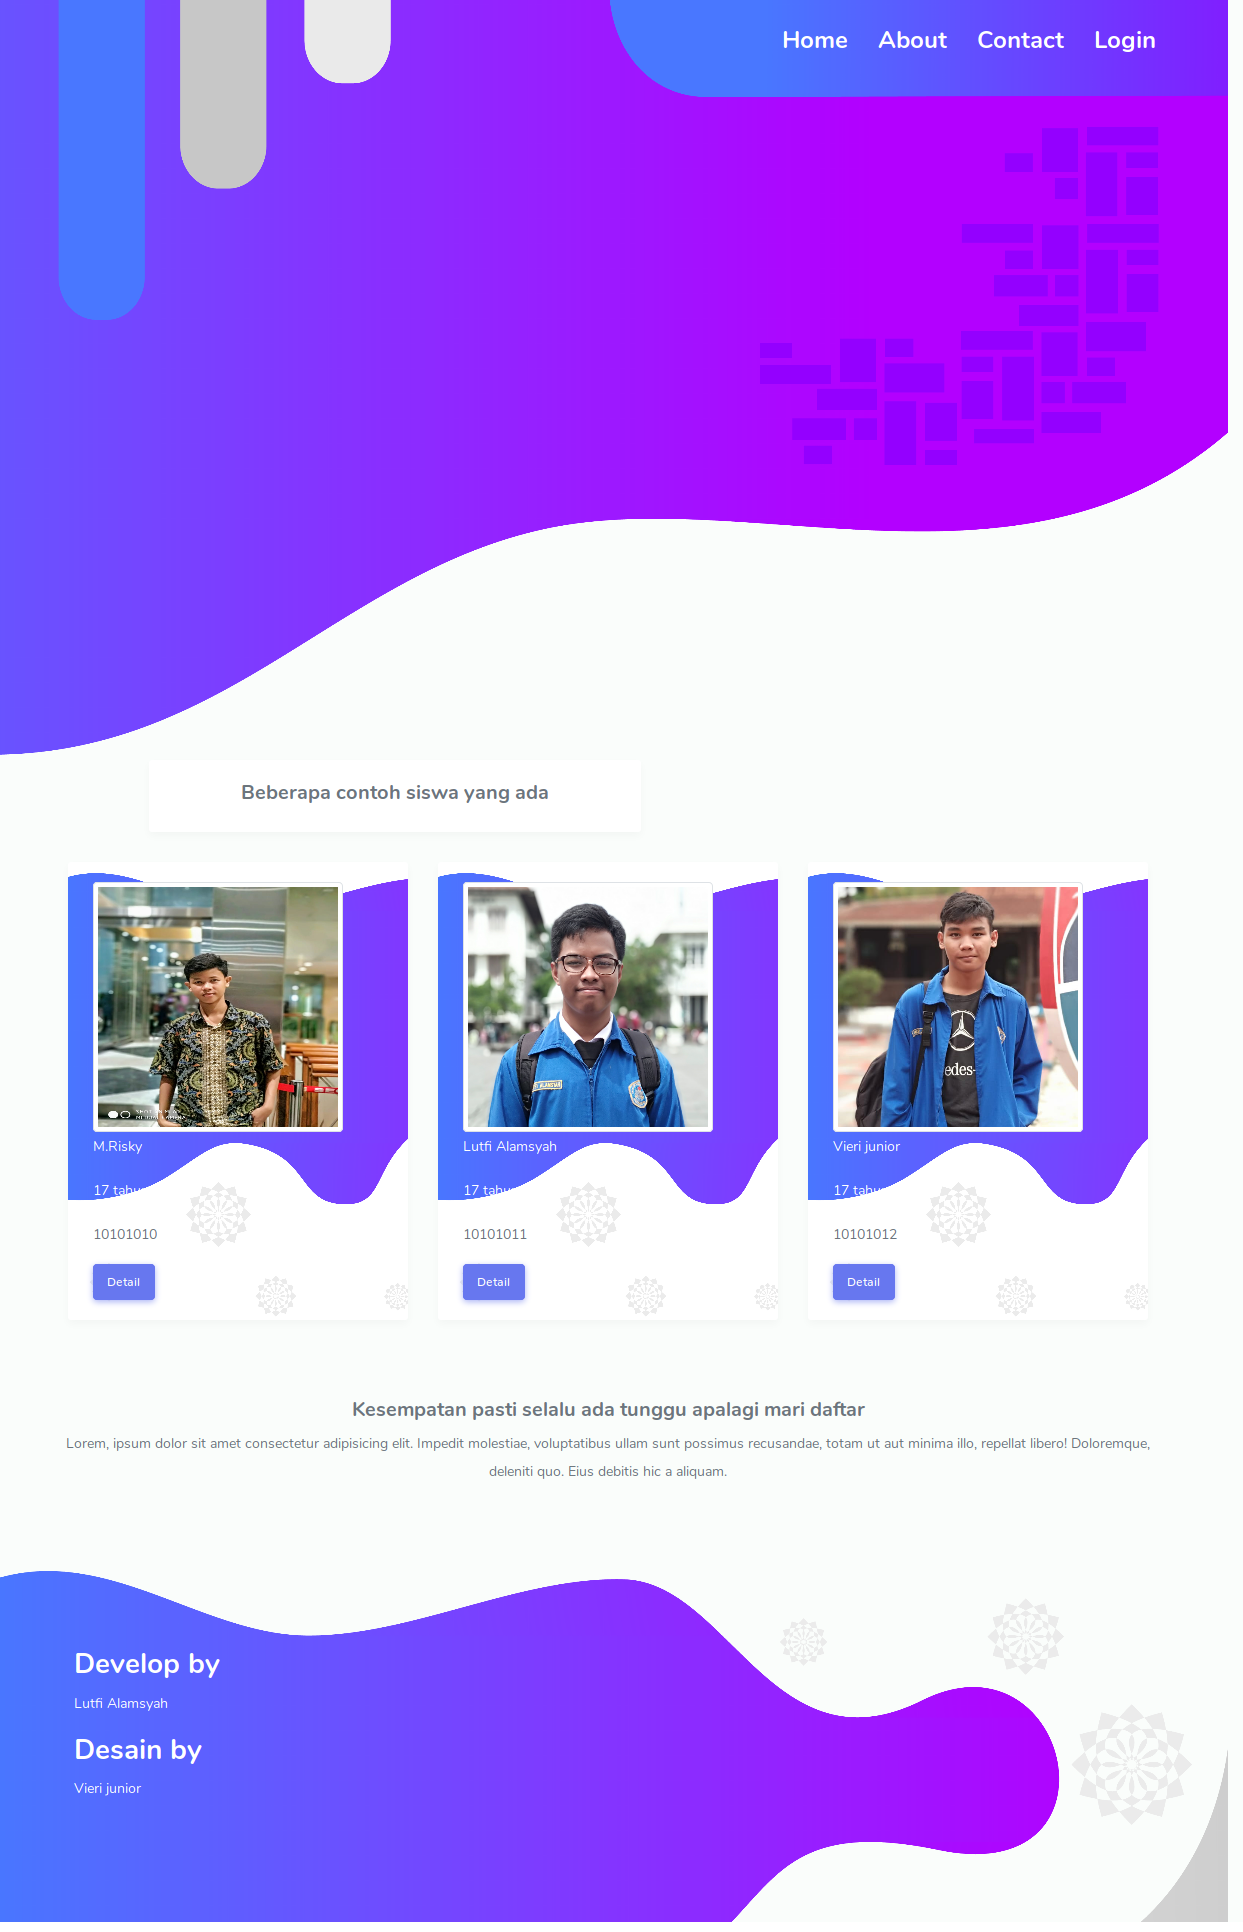 Home About Contact Login
Beberapa contoh siswa yang ada
M.Risky
17 tahu
10101010
Detail
Lutfi Alamsyah
17 tahu
10101011
Detail
edes-
Vieri junior
17 tahu
10101012
Detail
Kesempatan pasti selalu ada tunggu apalagi mari daftar
Lorem, ipsum dolor sit amet consectetur adipisicing elit. Impedit molestiae, voluptatibus ullam sunt possimus recusandae, totam ut aut minima illo, repellat libero! Doloremque,
deleniti quo. Eius debitis hic a aliquam.
Develop by
Lutfi Alamsyah
Desain by
Vieri junior